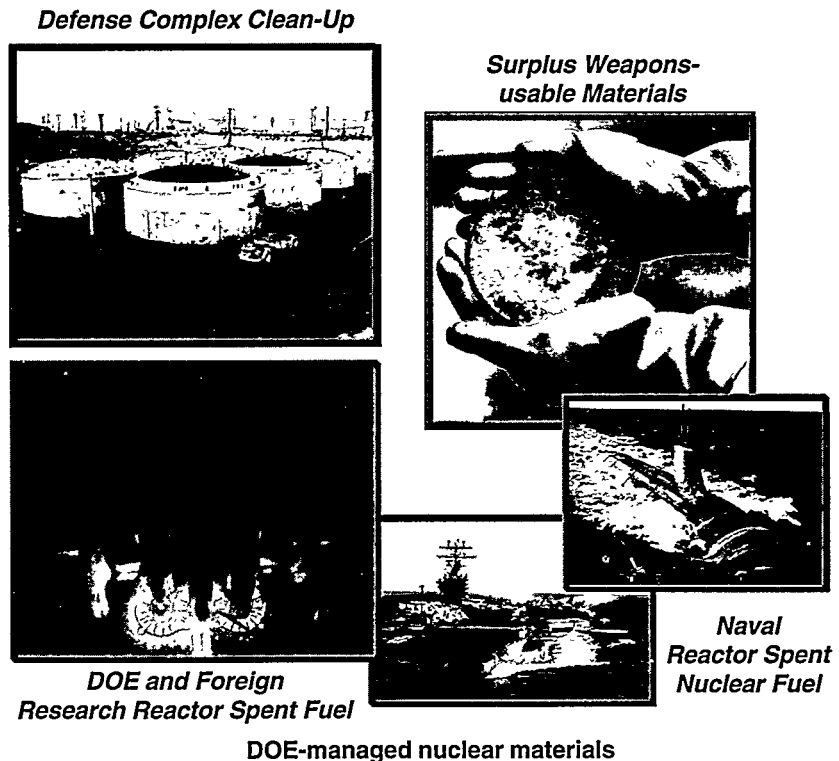 Defense Complex Clean-Up
Surplus Weapons-
usable Materials
DOE and Foreign
Research Reactor Spent Fuel
Naval
Reactor Spent
Nuclear Fuel
DOE-managed nuclear materials